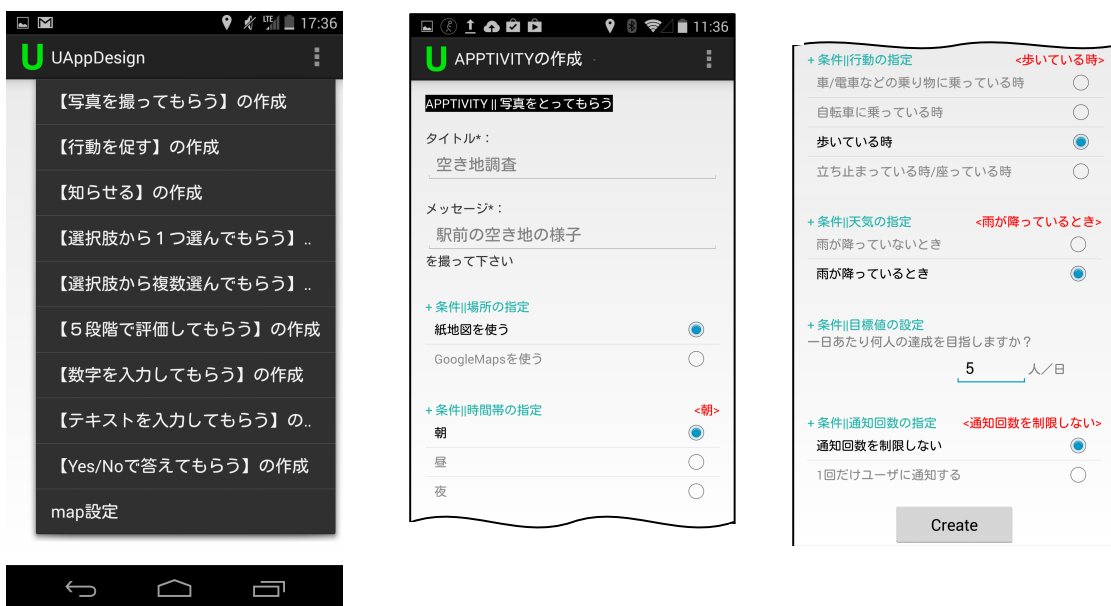 17:36
UAppDesign
【写真を撮ってもらう】の作成
【行動を促す】の作成
【知らせる】の作成
【選択肢から１つ選んでもらう】..
【選択肢から複数選んでもらう】..
【５段階で評価してもらう】の作成
【数字を入力してもらう】の作成
【テキストを入力してもらう】の..
【Yes/Noで答えてもらう】の作成
map設定
11:36
APPTIVITYの作成
APPTIVITY || 写真をとってもらう
タイトル*：
空き地調査
メッセージ*：
駅前の空き地の様子
を撮って下さい
+ 条件||場所の指定
紙地図を使う
GoogleMapsを使う
+ 条件||時間帯の指定 <朝>
朝
昼
夜
+ 条件||行動の指定 <歩いている時>
車/電車などの乗り物に乗っている時
自転車に乗っている時
歩いている時
立ち止まっている時/座っている時
+ 条件||天気の指定 <雨が降っているとき>
雨が降っていないとき
雨が降っているとき
+ 条件||目標値の設定
一日あたり何人の達成を目指しますか？
5 人／日
+ 条件||通知回数の指定 <通知回数を制限しない>
通知回数を制限しない
1回だけユーザに通知する
Create